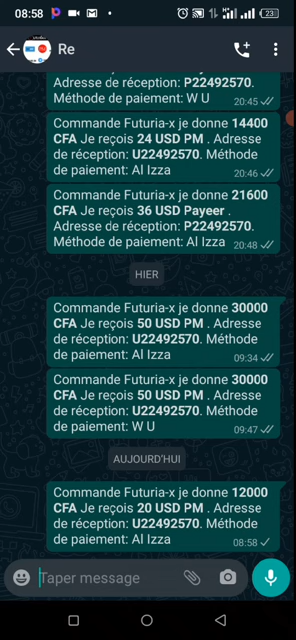 08:58
23
Re
Adresse de réception: P22492570.
Méthode de paiement: W U
20:45
Commande Futuria-x je donne 14400
CFA Je reçois 24 USD PM . Adresse
de réception: U22492570. Méthode
de paiement: Al Izza
20:46
Commande Futuria-x je donne 21600
CFA Je reçois 36 USD Payeer .
Adresse de réception: P22492570.
Méthode de paiement: Al Izza
20:48
HIER
Commande Futuria-x je donne 30000
CFA Je reçois 50 USD PM . Adresse
de réception: U22492570. Méthode
de paiement: Al Izza
09:34
Commande Futuria-x je donne 30000
CFA Je reçois 50 USD PM . Adresse
de réception: U22492570. Méthode
de paiement: W U
09:47
AUJOURD'HUI
Commande Futuria-x je donne 12000
CFA Je reçois 20 USD PM . Adresse
de réception: U22492570. Méthode
de paiement: Al Izza
08:58
Taper message